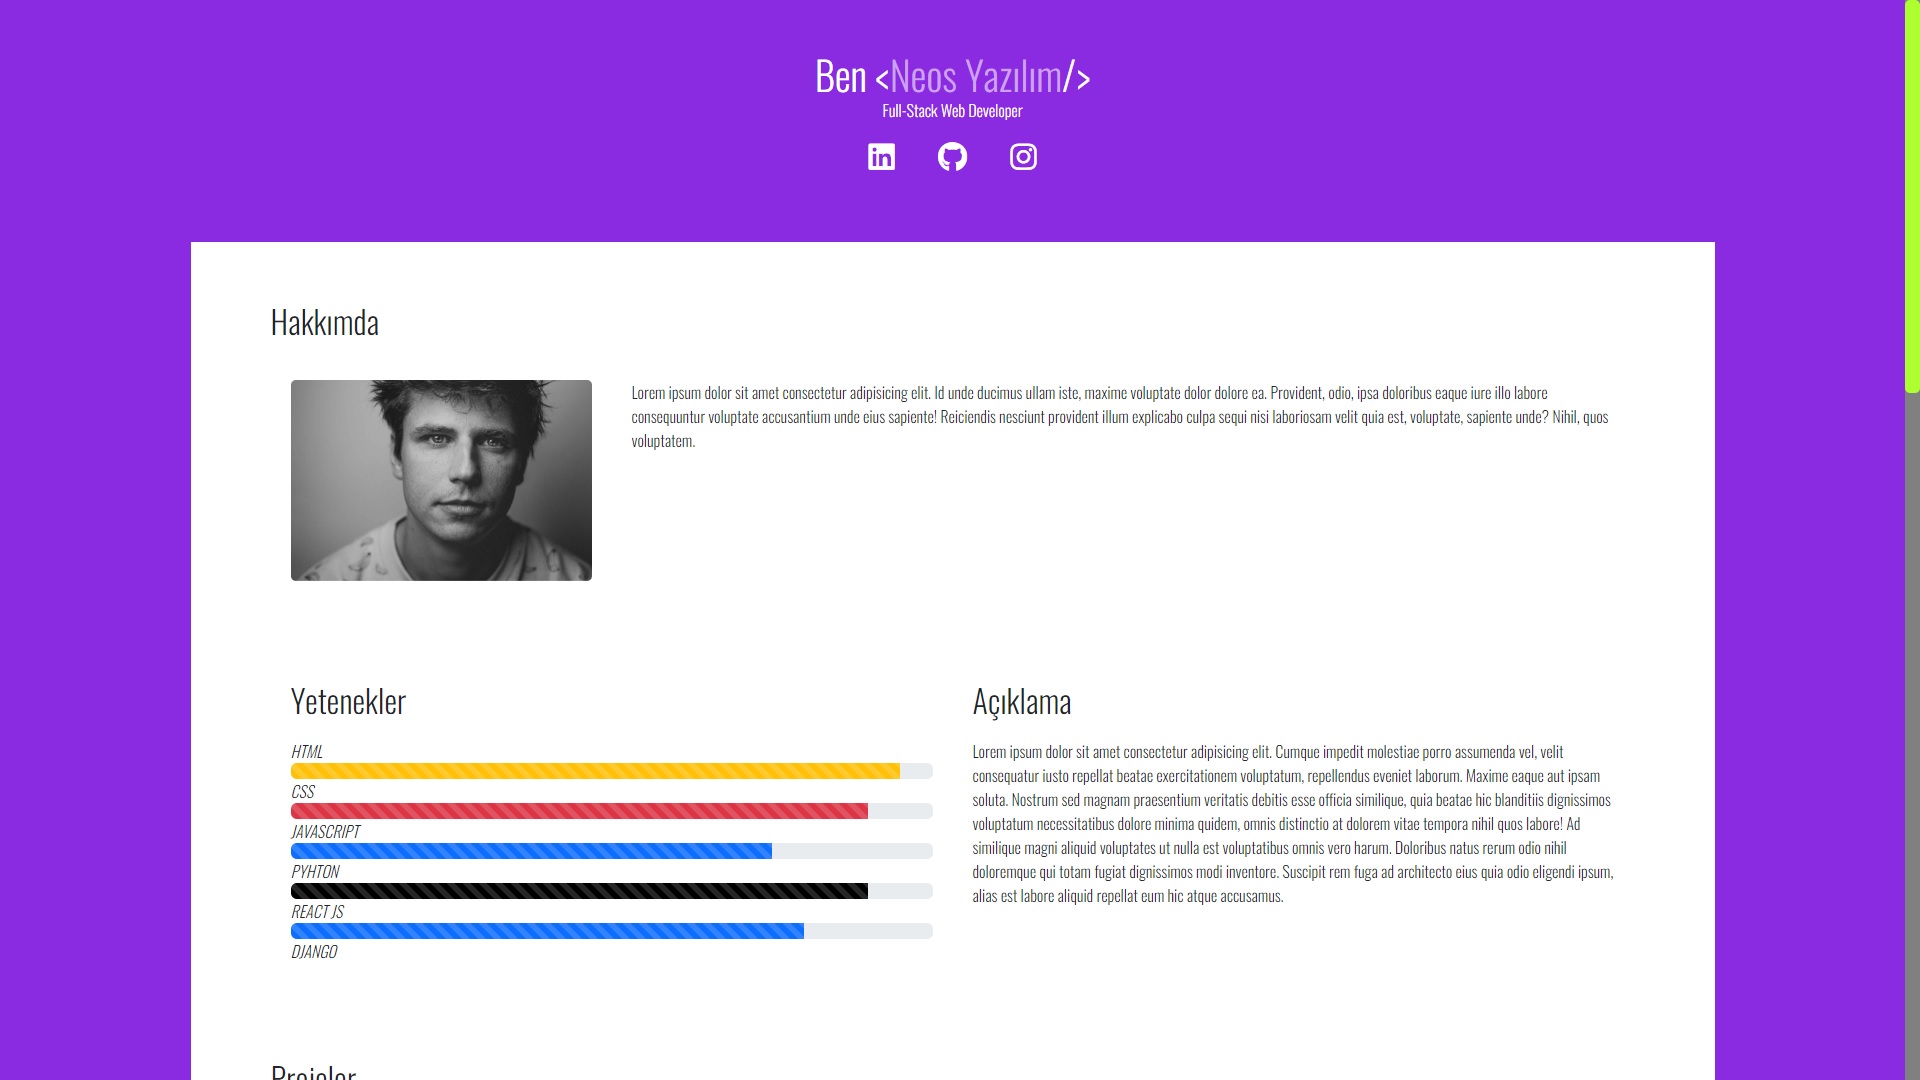 Ben <Neos Yazılım/>
Full-Stack Web Developer
Hakkımda
Lorem ipsum dolor sit amet consectetur adipisicing elit. Id unde ducimus ullam iste, maxime voluptate dolor dolore ea. Provident, odio, ipsa doloribus eaque iure illo labore
consequuntur voluptate accusantium unde eius sapiente! Reiciendis nesciunt provident illum explicabo culpa sequi nisi laboriosam velit quia est, voluptate, sapiente unde? Nihil, quos
voluptatem.
Yetenekler
HTML
CSS
JAVASCRIPT
PYHTON
REACT JS
DJANGO
Açıklama
Lorem ipsum dolor sit amet consectetur adipisicing elit. Cumque impedit molestiae porro assumenda vel, velit
consequatur iusto repellat beatae exercitationem voluptatum, repellendus eveniet laborum. Maxime eaque aut ipsam
soluta. Nostrum sed magnam praesentium veritatis debitis esse officia similique, quia beatae hic blanditiis dignissimos
voluptatum necessitatibus dolore minima quidem, omnis distinctio at dolorem vitae tempora nihil quos labore! Ad
similique magni aliquid voluptates ut nulla est voluptatibus omnis vero harum. Doloribus natus rerum odio nihil
doloremque qui totam fugiat dignissimos modi inventore. Suscipit rem fuga ad architecto eius quia odio eligendi ipsum,
alias est labore aliquid repellat eum hic atque accusamus.
Projeler